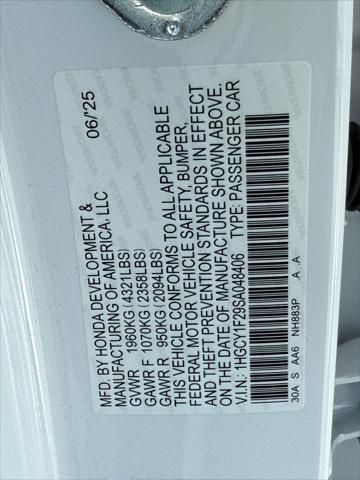 MFD. BY HONDA DEVELOPMENT & 06/'25
MANUFACTURING OF AMERICA, LLC
GVWR 1960KG (4321LBS)
GAWR F 1070KG (2358LBS)
GAWR R 950KG (2094LBS)
THIS VEHICLE CONFORMS TO ALL APPLICABLE
FEDERAL MOTOR VEHICLE SAFETY, BUMPER,
AND THEFT PREVENTION STANDARDS IN EFFECT
ON THE DATE OF MANUFACTURE SHOWN ABOVE.
V.I.N.: 1HGCY1F29SA048406 TYPE: PASSENGER CAR
30A S AA6 NH883P A A